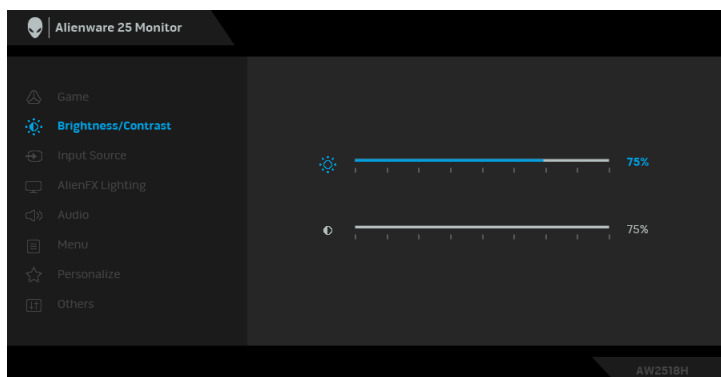 Alienware 25 Monitor
Game
Brightness/Contrast
Input Source
AlienFX Lighting
Audio
Menu
Personalize
Others
75%
75%
AW2518H